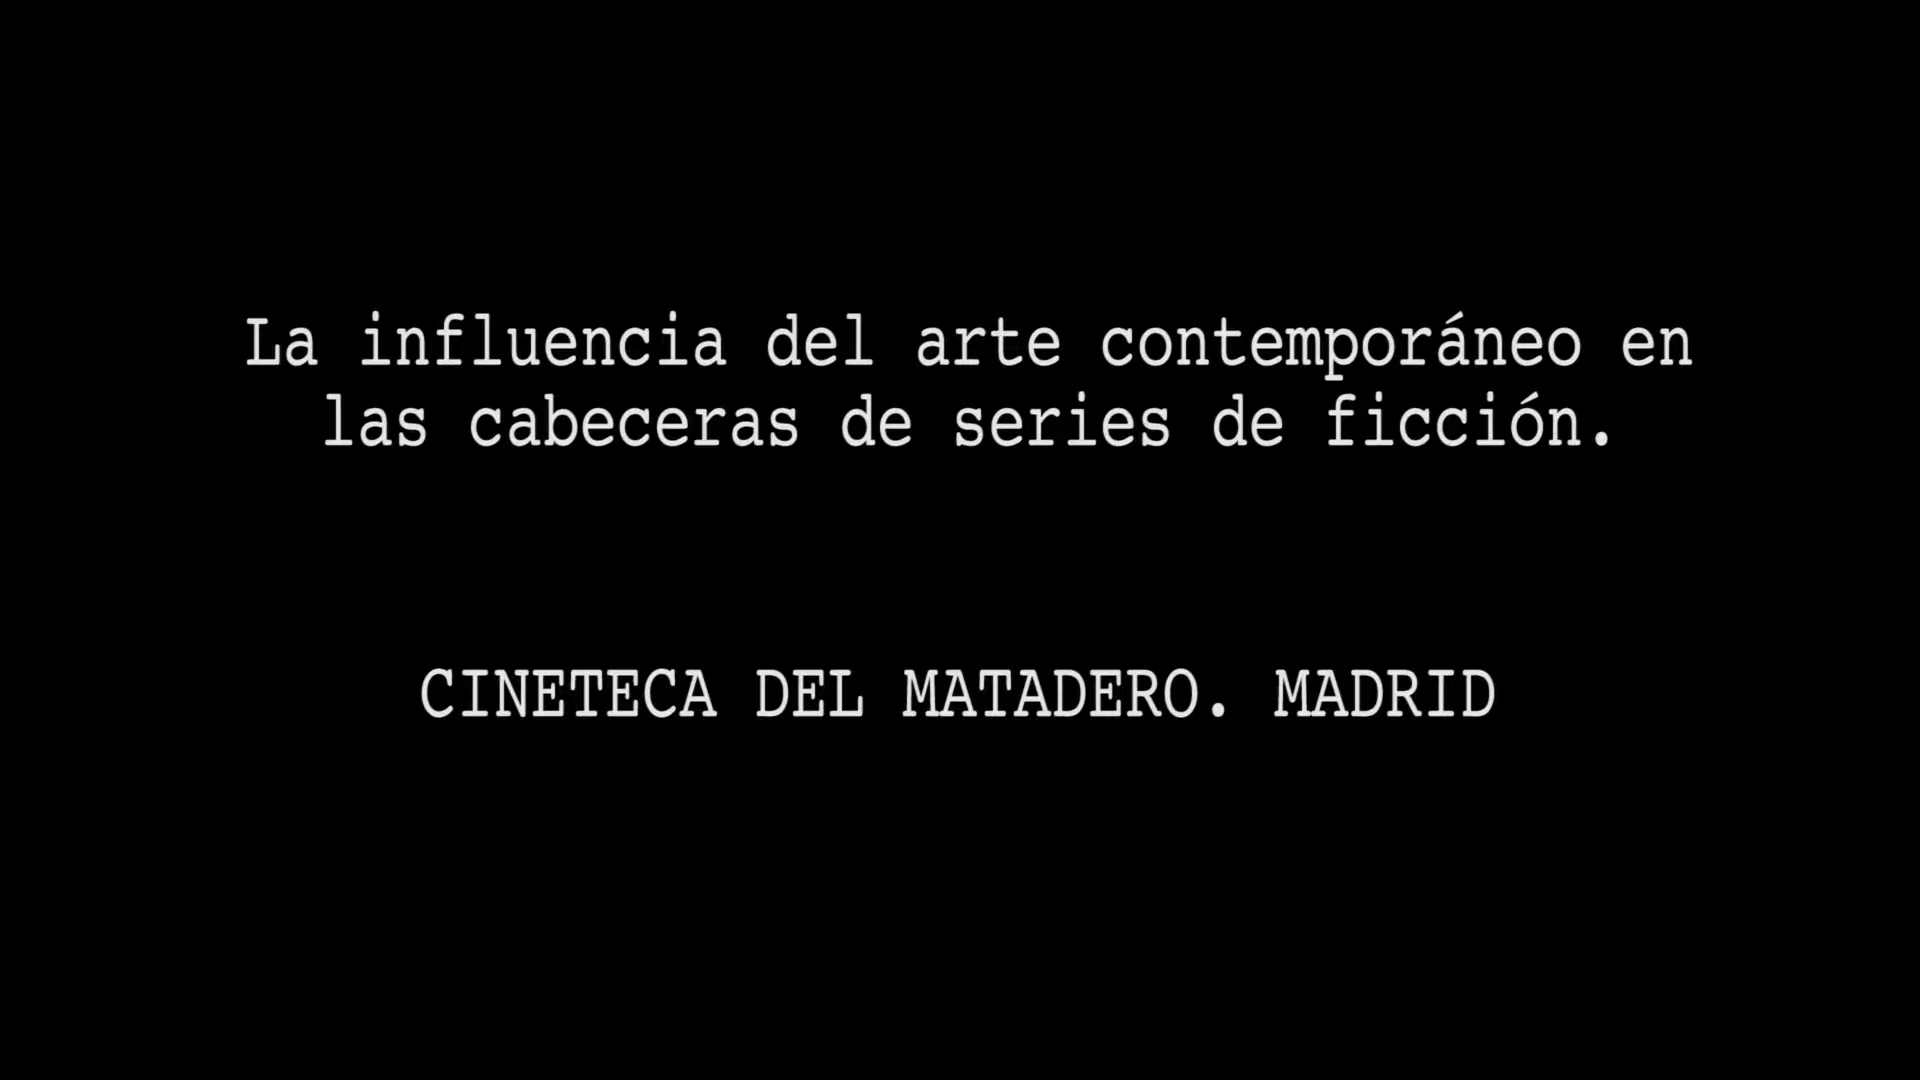 La influencia del arte contemporáneo en
las cabeceras de series de ficción.
CINETECA DEL MATADERO. MADRID